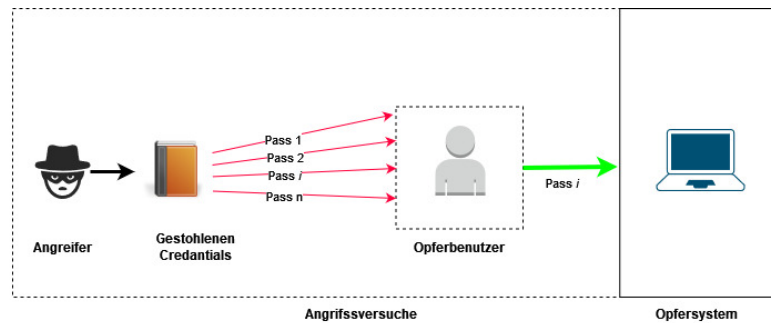 Pass 1
Pass 2
Pass i
Pass n
Pass i
Angreifer
Gestohlenen
Credantials
Opferbenutzer
Angrifssversuche
Opfersystem